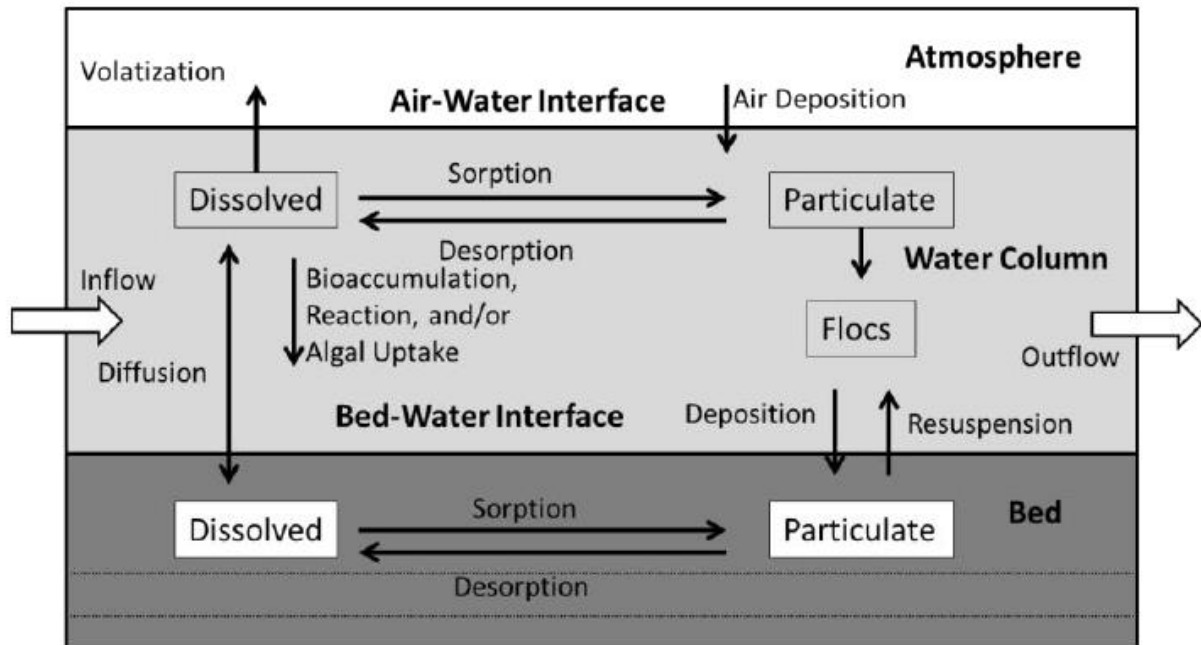 Atmosphere
Volatization
Air-Water Interface
Air Deposition
Dissolved
Sorption
Particulate
Desorption
Water Column
Inflow
Bioaccumulation,
Reaction, and/or
Algal Uptake
Flocs
Diffusion
Outflow
Bed-Water Interface
Deposition
Resuspension
Dissolved
Sorption
Particulate
Bed
Desorption